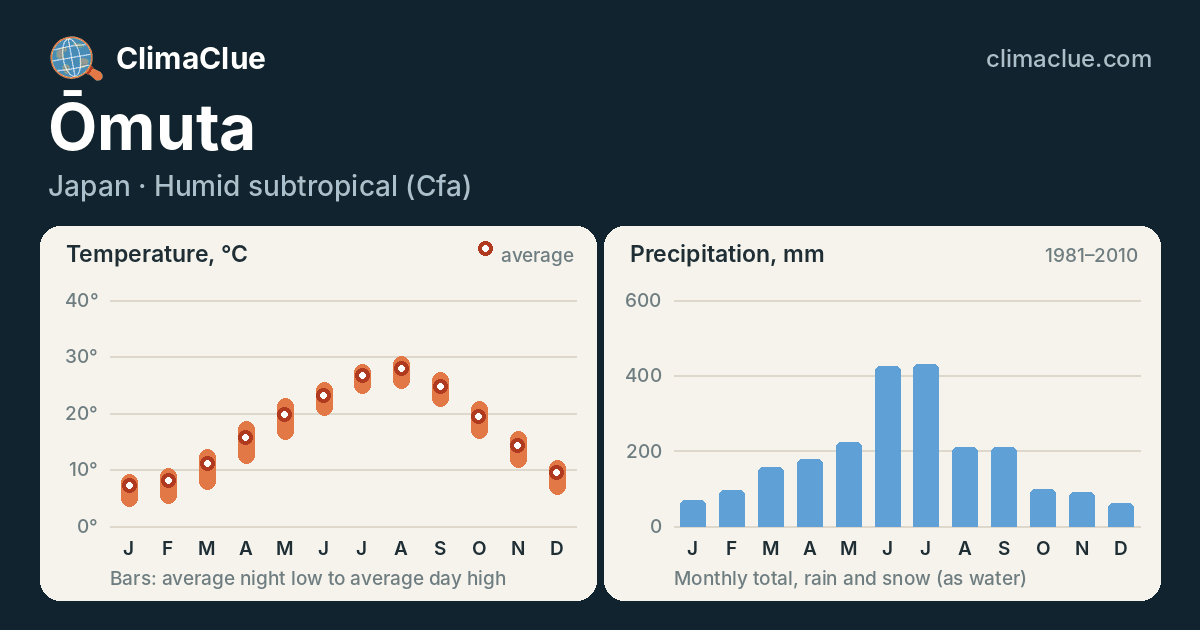 ClimaClue
climaclue.com
Ōmuta
Japan · Humid subtropical (Cfa)
Temperature, °C
average
40°
30°
20°
10°
0°
J F M A M J J A S O N D
Bars: average night low to average day high
Precipitation, mm
1981–2010
600
400
200
0
J F M A M J J A S O N D
Monthly total, rain and snow (as water)